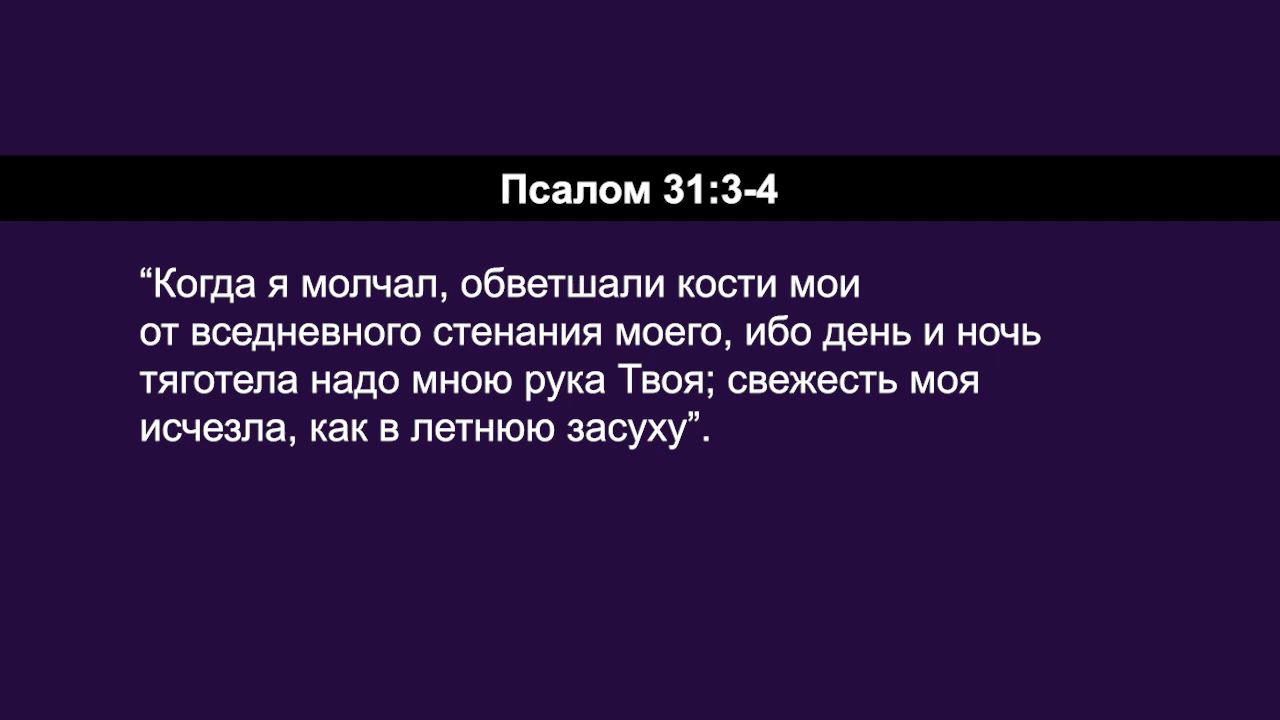 Псалом 31:3-4
“Когда я молчал, обветшали кости мои
от вседневного стенания моего, ибо день и ночь
тяготела надо мною рука Твоя; свежесть моя
исчезла, как в летнюю засуху”.